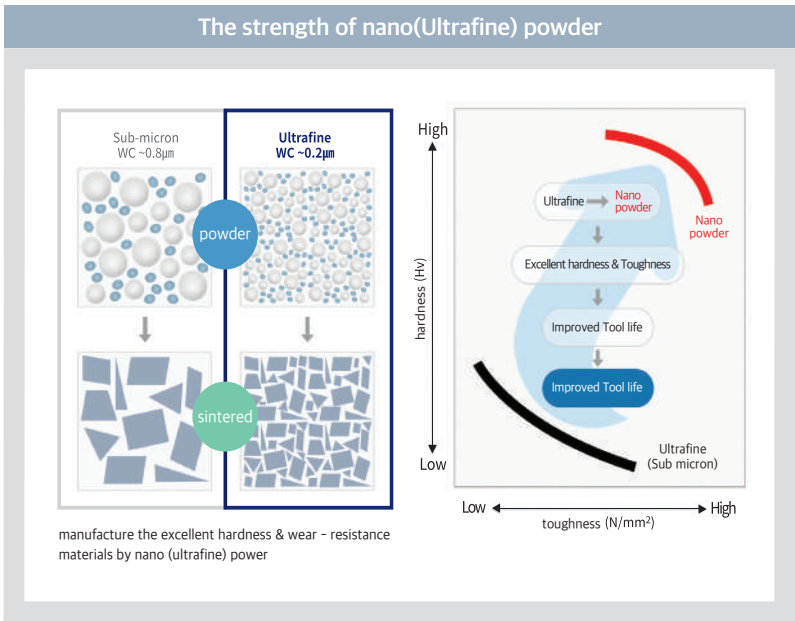 The strength of nano(Ultrafine) powder
Sub-micron
WC ~0.8㎛
Ultrafine
WC ~0.2㎛
powder
sintered
manufacture the excellent hardness & wear - resistance
materials by nano (ultrafine) power
High
hardness (Hv)
Low
Ultrafine
Nano
powder
Nano
powder
Excellent hardness & Toughness
Improved Tool life
Improved Tool life
Ultrafine
(Sub micron)
Low
High
toughness (N/mm²)